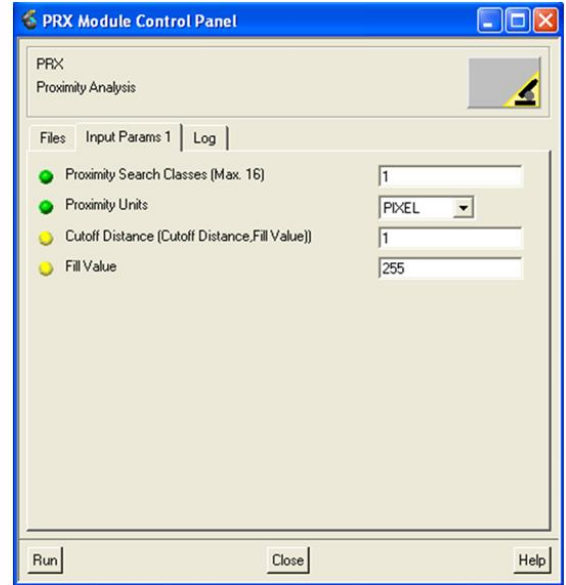 PRX Module Control Panel
PRX
Proximity Analysis
Files Input Params 1 Log
Proximity Search Classes (Max. 16) 1
Proximity Units PIXEL
Cutoff Distance (Cutoff Distance,Fill Value)) 1
Fill Value 255
Run Close Help